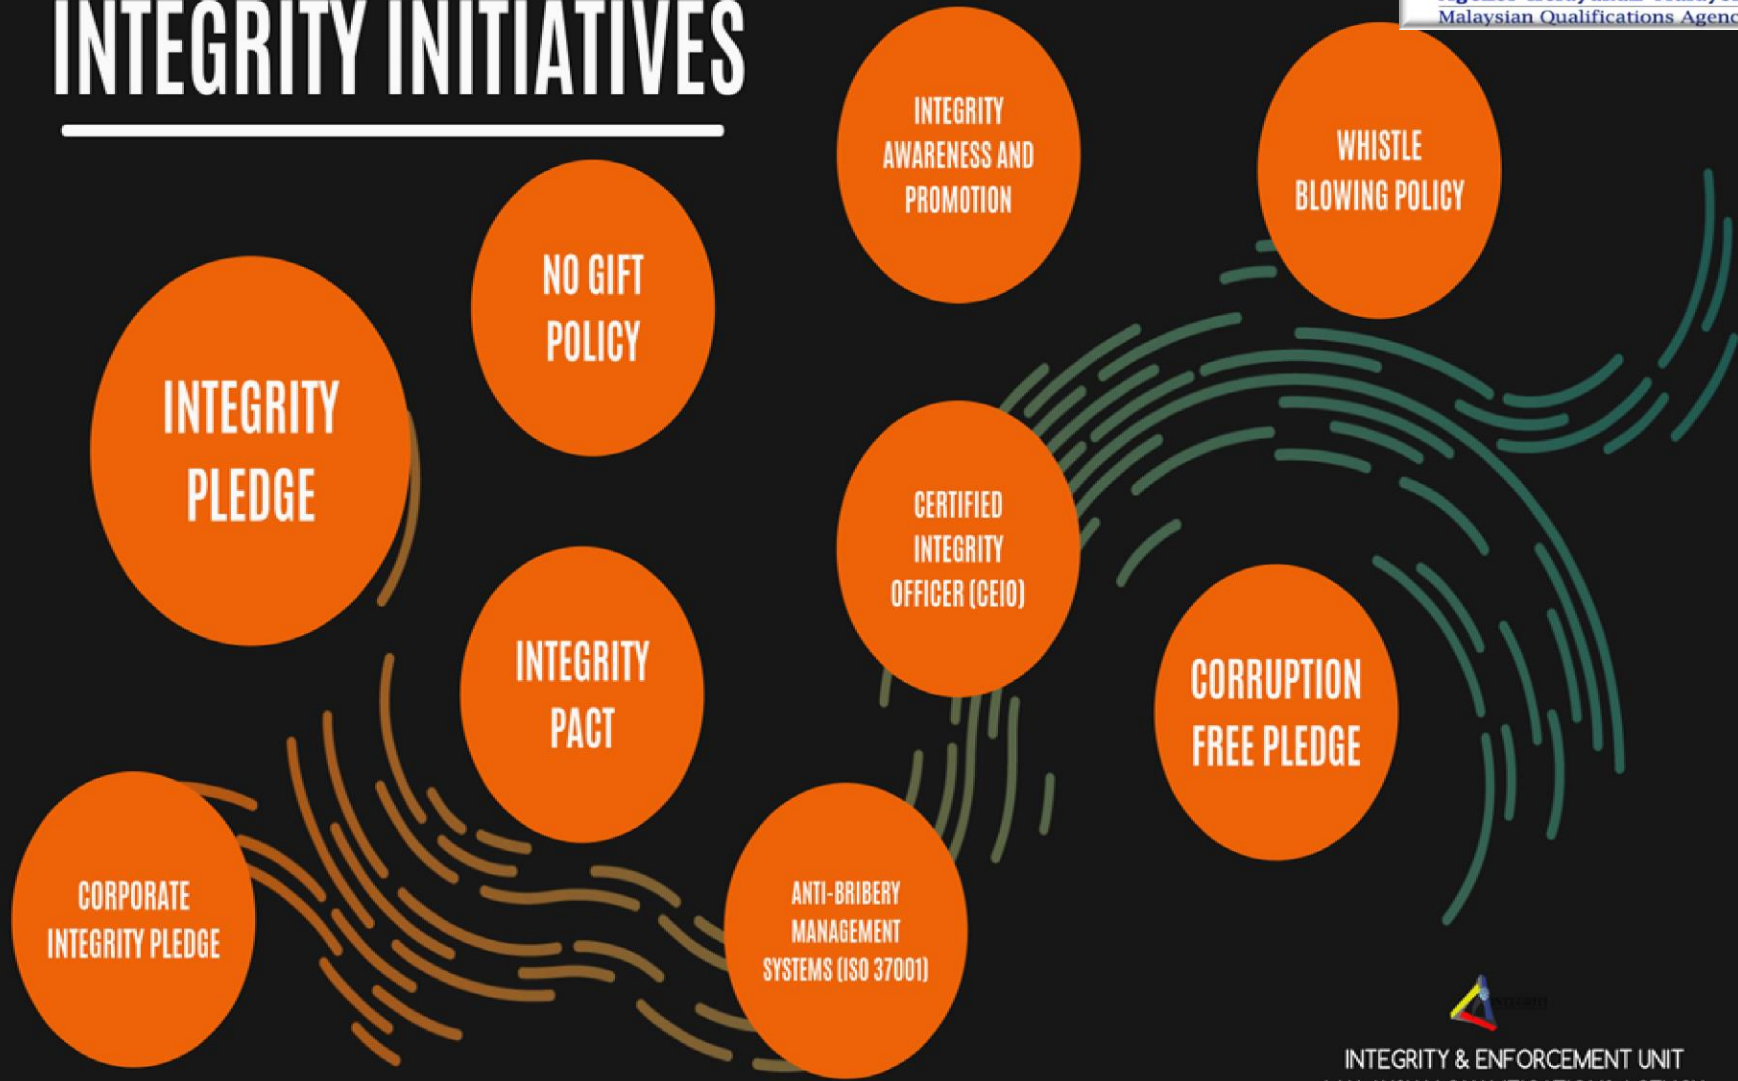 INTEGRITY INITIATIVES
Malaysian Qualifications Agenc
INTEGRITY
AWARENESS AND
PROMOTION
WHISTLE
BLOWING POLICY
NO GIFT
POLICY
INTEGRITY
PLEDGE
CERTIFIED
INTEGRITY
OFFICER (CEIO)
INTEGRITY
PACT
CORRUPTION
FREE PLEDGE
CORPORATE
INTEGRITY PLEDGE
ANTI-BRIBERY
MANAGEMENT
SYSTEMS (ISO 37001)
INTEGRITY & ENFORCEMENT UNIT